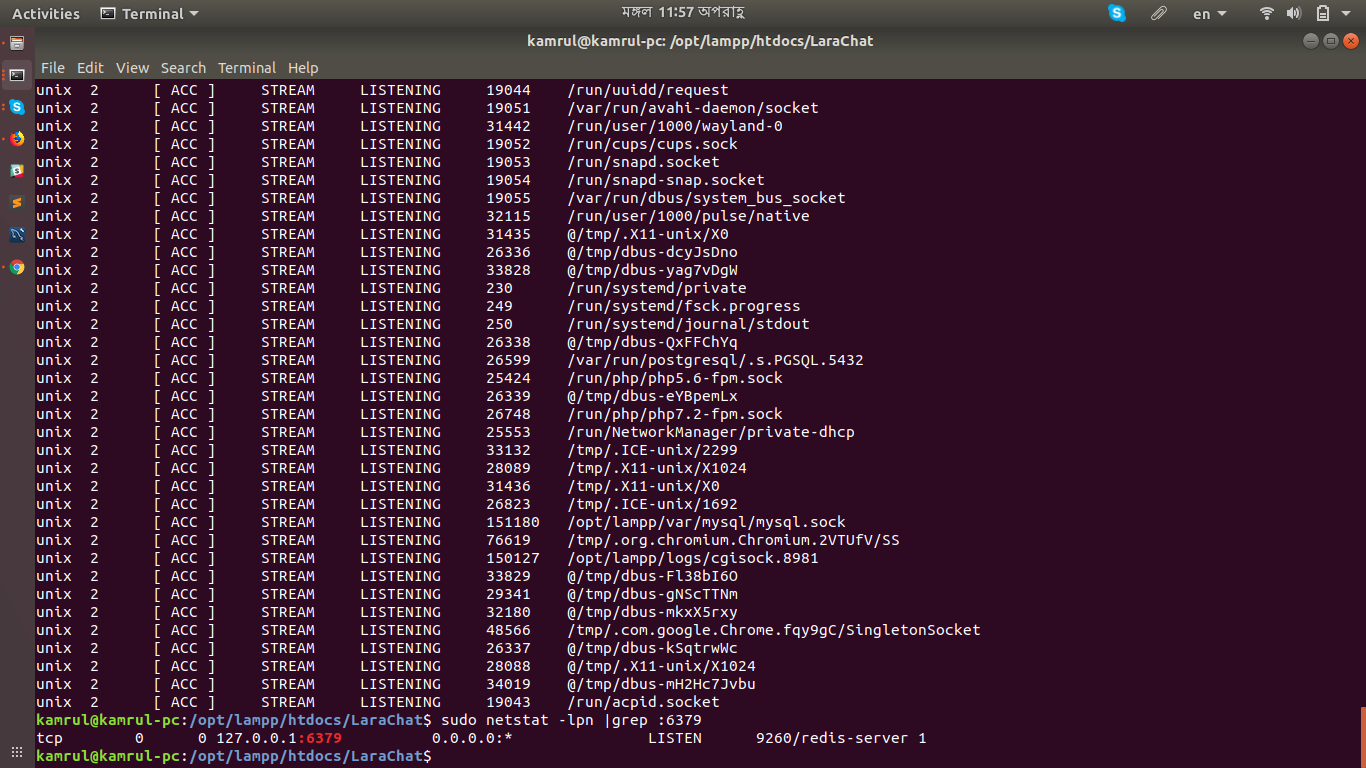 Activities Terminal মঙ্গল 11:57 অপরাহ্ণ en
kamrul@kamrul-pc: /opt/lampp/htdocs/LaraChat
File Edit View Search Terminal Help
unix 2 [ ACC ] STREAM LISTENING 19044 /run/uuidd/request
unix 2 [ ACC ] STREAM LISTENING 19051 /var/run/avahi-daemon/socket
unix 2 [ ACC ] STREAM LISTENING 31442 /run/user/1000/wayland-0
unix 2 [ ACC ] STREAM LISTENING 19052 /run/cups/cups.sock
unix 2 [ ACC ] STREAM LISTENING 19053 /run/snapd.socket
unix 2 [ ACC ] STREAM LISTENING 19054 /run/snapd-snap.socket
unix 2 [ ACC ] STREAM LISTENING 19055 /var/run/dbus/system_bus_socket
unix 2 [ ACC ] STREAM LISTENING 32115 /run/user/1000/pulse/native
unix 2 [ ACC ] STREAM LISTENING 31435 @/tmp/.X11-unix/X0
unix 2 [ ACC ] STREAM LISTENING 26336 @/tmp/dbus-dcyJsDno
unix 2 [ ACC ] STREAM LISTENING 33828 @/tmp/dbus-yag7vDgW
unix 2 [ ACC ] STREAM LISTENING 230 /run/systemd/private
unix 2 [ ACC ] STREAM LISTENING 249 /run/systemd/fsck.progress
unix 2 [ ACC ] STREAM LISTENING 250 /run/systemd/journal/stdout
unix 2 [ ACC ] STREAM LISTENING 26338 @/tmp/dbus-QxFFChYq
unix 2 [ ACC ] STREAM LISTENING 26599 /var/run/postgresql/.s.PGSQL.5432
unix 2 [ ACC ] STREAM LISTENING 25424 /run/php/php5.6-fpm.sock
unix 2 [ ACC ] STREAM LISTENING 26339 @/tmp/dbus-eYBpemLx
unix 2 [ ACC ] STREAM LISTENING 26748 /run/php/php7.2-fpm.sock
unix 2 [ ACC ] STREAM LISTENING 25553 /run/NetworkManager/private-dhcp
unix 2 [ ACC ] STREAM LISTENING 33132 /tmp/.ICE-unix/2299
unix 2 [ ACC ] STREAM LISTENING 28089 /tmp/.X11-unix/X1024
unix 2 [ ACC ] STREAM LISTENING 31436 /tmp/.X11-unix/X0
unix 2 [ ACC ] STREAM LISTENING 26823 /tmp/.ICE-unix/1692
unix 2 [ ACC ] STREAM LISTENING 151180 /opt/lampp/var/mysql/mysql.sock
unix 2 [ ACC ] STREAM LISTENING 76619 /tmp/.org.chromium.Chromium.2VTUfV/SS
unix 2 [ ACC ] STREAM LISTENING 150127 /opt/lampp/logs/cgisock.8981
unix 2 [ ACC ] STREAM LISTENING 33829 @/tmp/dbus-Fl38bI6O
unix 2 [ ACC ] STREAM LISTENING 29341 @/tmp/dbus-gNScTTNm
unix 2 [ ACC ] STREAM LISTENING 32180 @/tmp/dbus-mkxX5rxy
unix 2 [ ACC ] STREAM LISTENING 48566 /tmp/.com.google.Chrome.fqy9gC/SingletonSocket
unix 2 [ ACC ] STREAM LISTENING 26337 @/tmp/dbus-kSqtrwWc
unix 2 [ ACC ] STREAM LISTENING 28088 @/tmp/.X11-unix/X1024
unix 2 [ ACC ] STREAM LISTENING 34019 @/tmp/dbus-mH2Hc7Jvbu
unix 2 [ ACC ] STREAM LISTENING 19043 /run/acpid.socket
kamrul@kamrul-pc:/opt/lampp/htdocs/LaraChat$ sudo netstat -lpn |grep :6379
tcp 0 0 127.0.0.1:6379 0.0.0.0:* LISTEN 9260/redis-server 1
kamrul@kamrul-pc:/opt/lampp/htdocs/LaraChat$